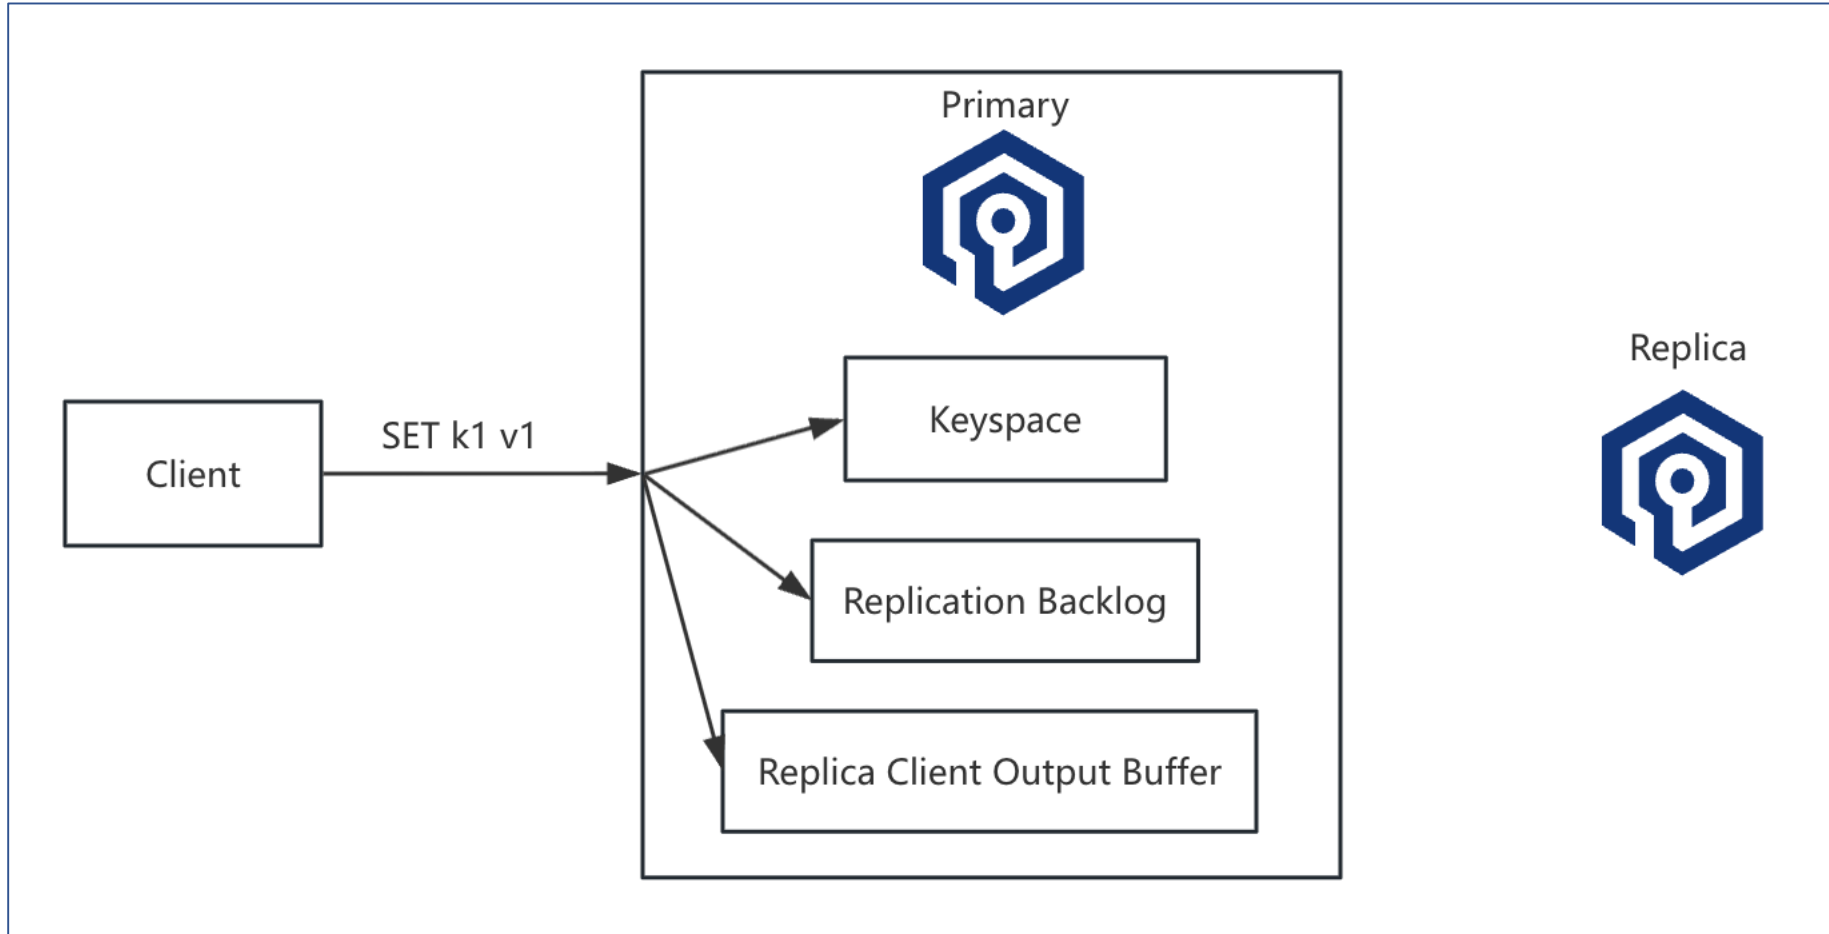 Primary
Replica
Keyspace
SET k1 v1
Client
Replication Backlog
Replica Client Output Buffer